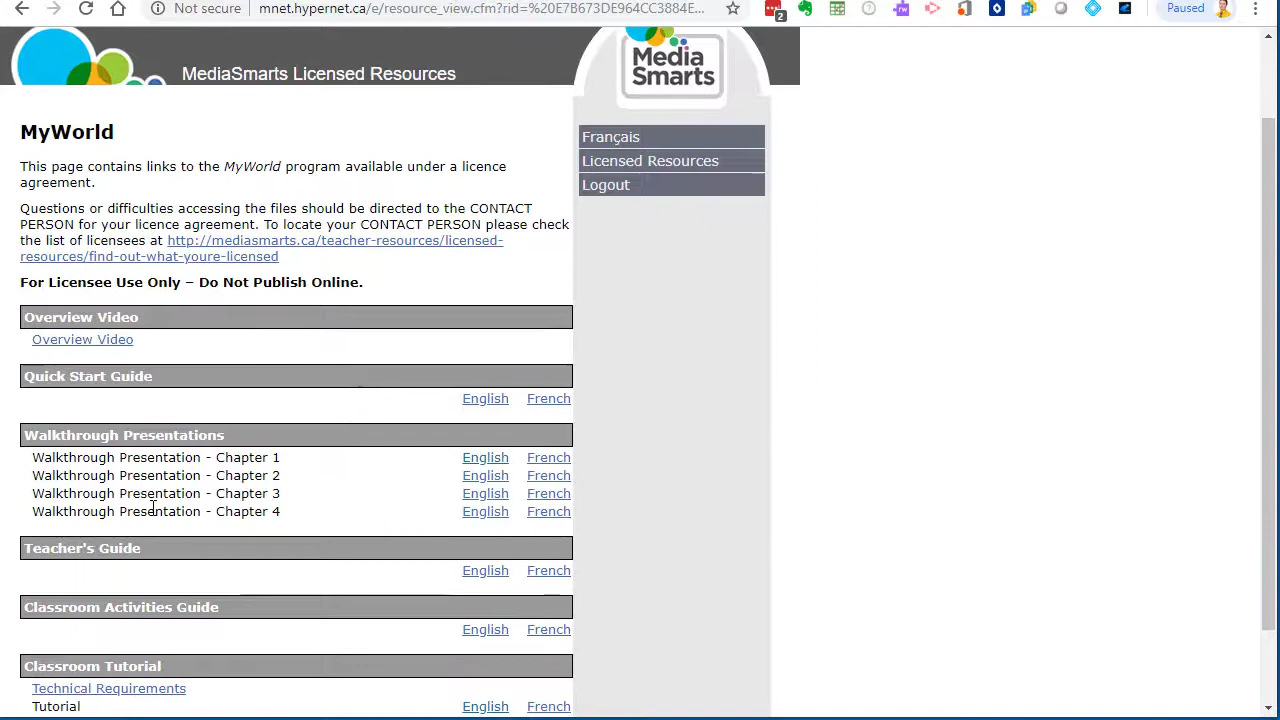 Not secure mnet.hypernet.ca/e/resource_view.cfm?rid=%20E7B673DE964CC3884E... 2 Paused
MediaSmarts Licensed Resources
Media
Smarts
Français
Licensed Resources
Logout
MyWorld
This page contains links to the MyWorld program available under a licence
agreement.
Questions or difficulties accessing the files should be directed to the CONTACT
PERSON for your licence agreement. To locate your CONTACT PERSON please check
the list of licensees at http://mediasmarts.ca/teacher-resources/licensed-
resources/find-out-what-youre-licensed
For Licensee Use Only – Do Not Publish Online.
Overview Video
Overview Video
Quick Start Guide
English French
Walkthrough Presentations
Walkthrough Presentation - Chapter 1 English French
Walkthrough Presentation - Chapter 2 English French
Walkthrough Presentation - Chapter 3 English French
Walkthrough Presentation - Chapter 4 English French
Teacher's Guide
English French
Classroom Activities Guide
English French
Classroom Tutorial
Technical Requirements
Tutorial English French